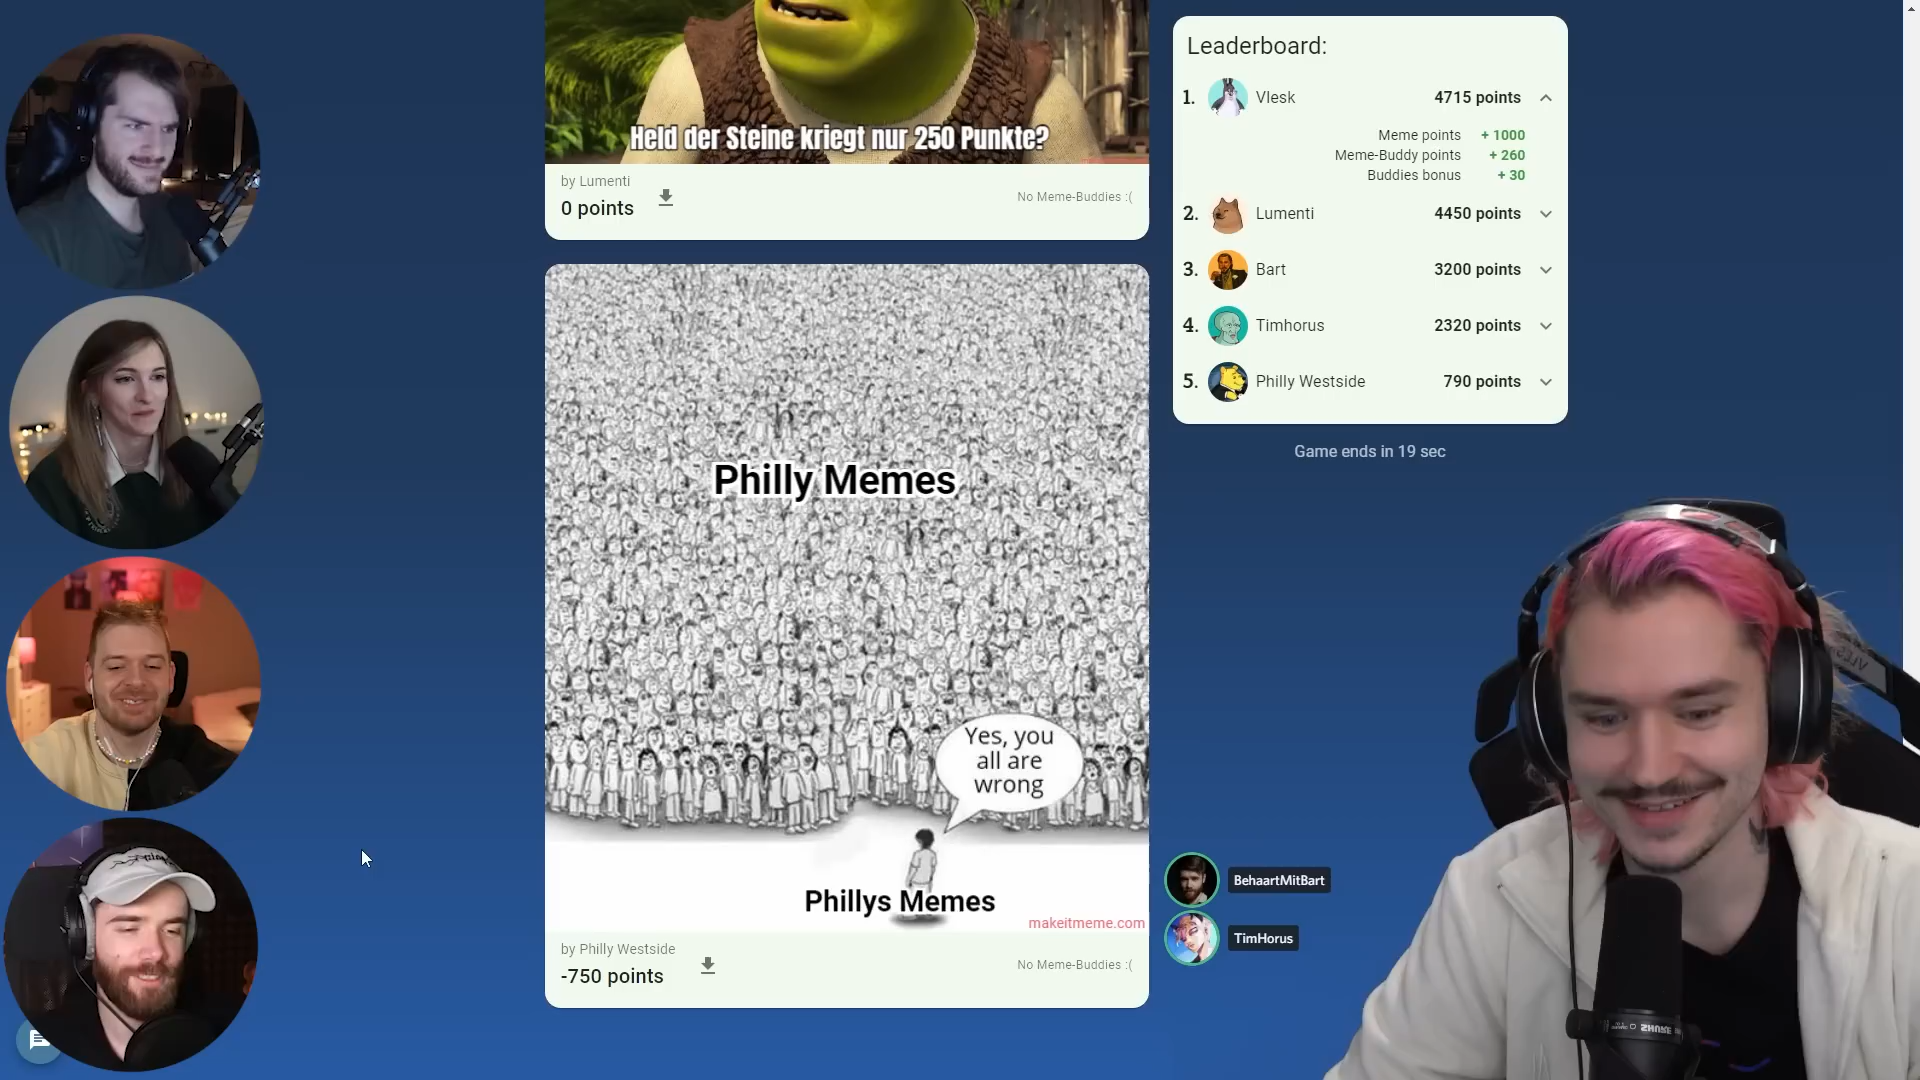 Held der Steine kriegt nur 250 Punkte?
by Lumenti
0 points
No Meme-Buddies :(
Philly Memes
Yes, you
all are
wrong
Phillys Memes
makeitmeme.com
by Philly Westside
-750 points
No Meme-Buddies :(
Leaderboard:
1. Vlesk 4715 points
Meme points + 1000
Meme-Buddy points + 260
Buddies bonus + 30
2. Lumenti 4450 points
3. Bart 3200 points
4. Timhorus 2320 points
5. Philly Westside 790 points
Game ends in 19 sec
BehaartMitBart
TimHorus